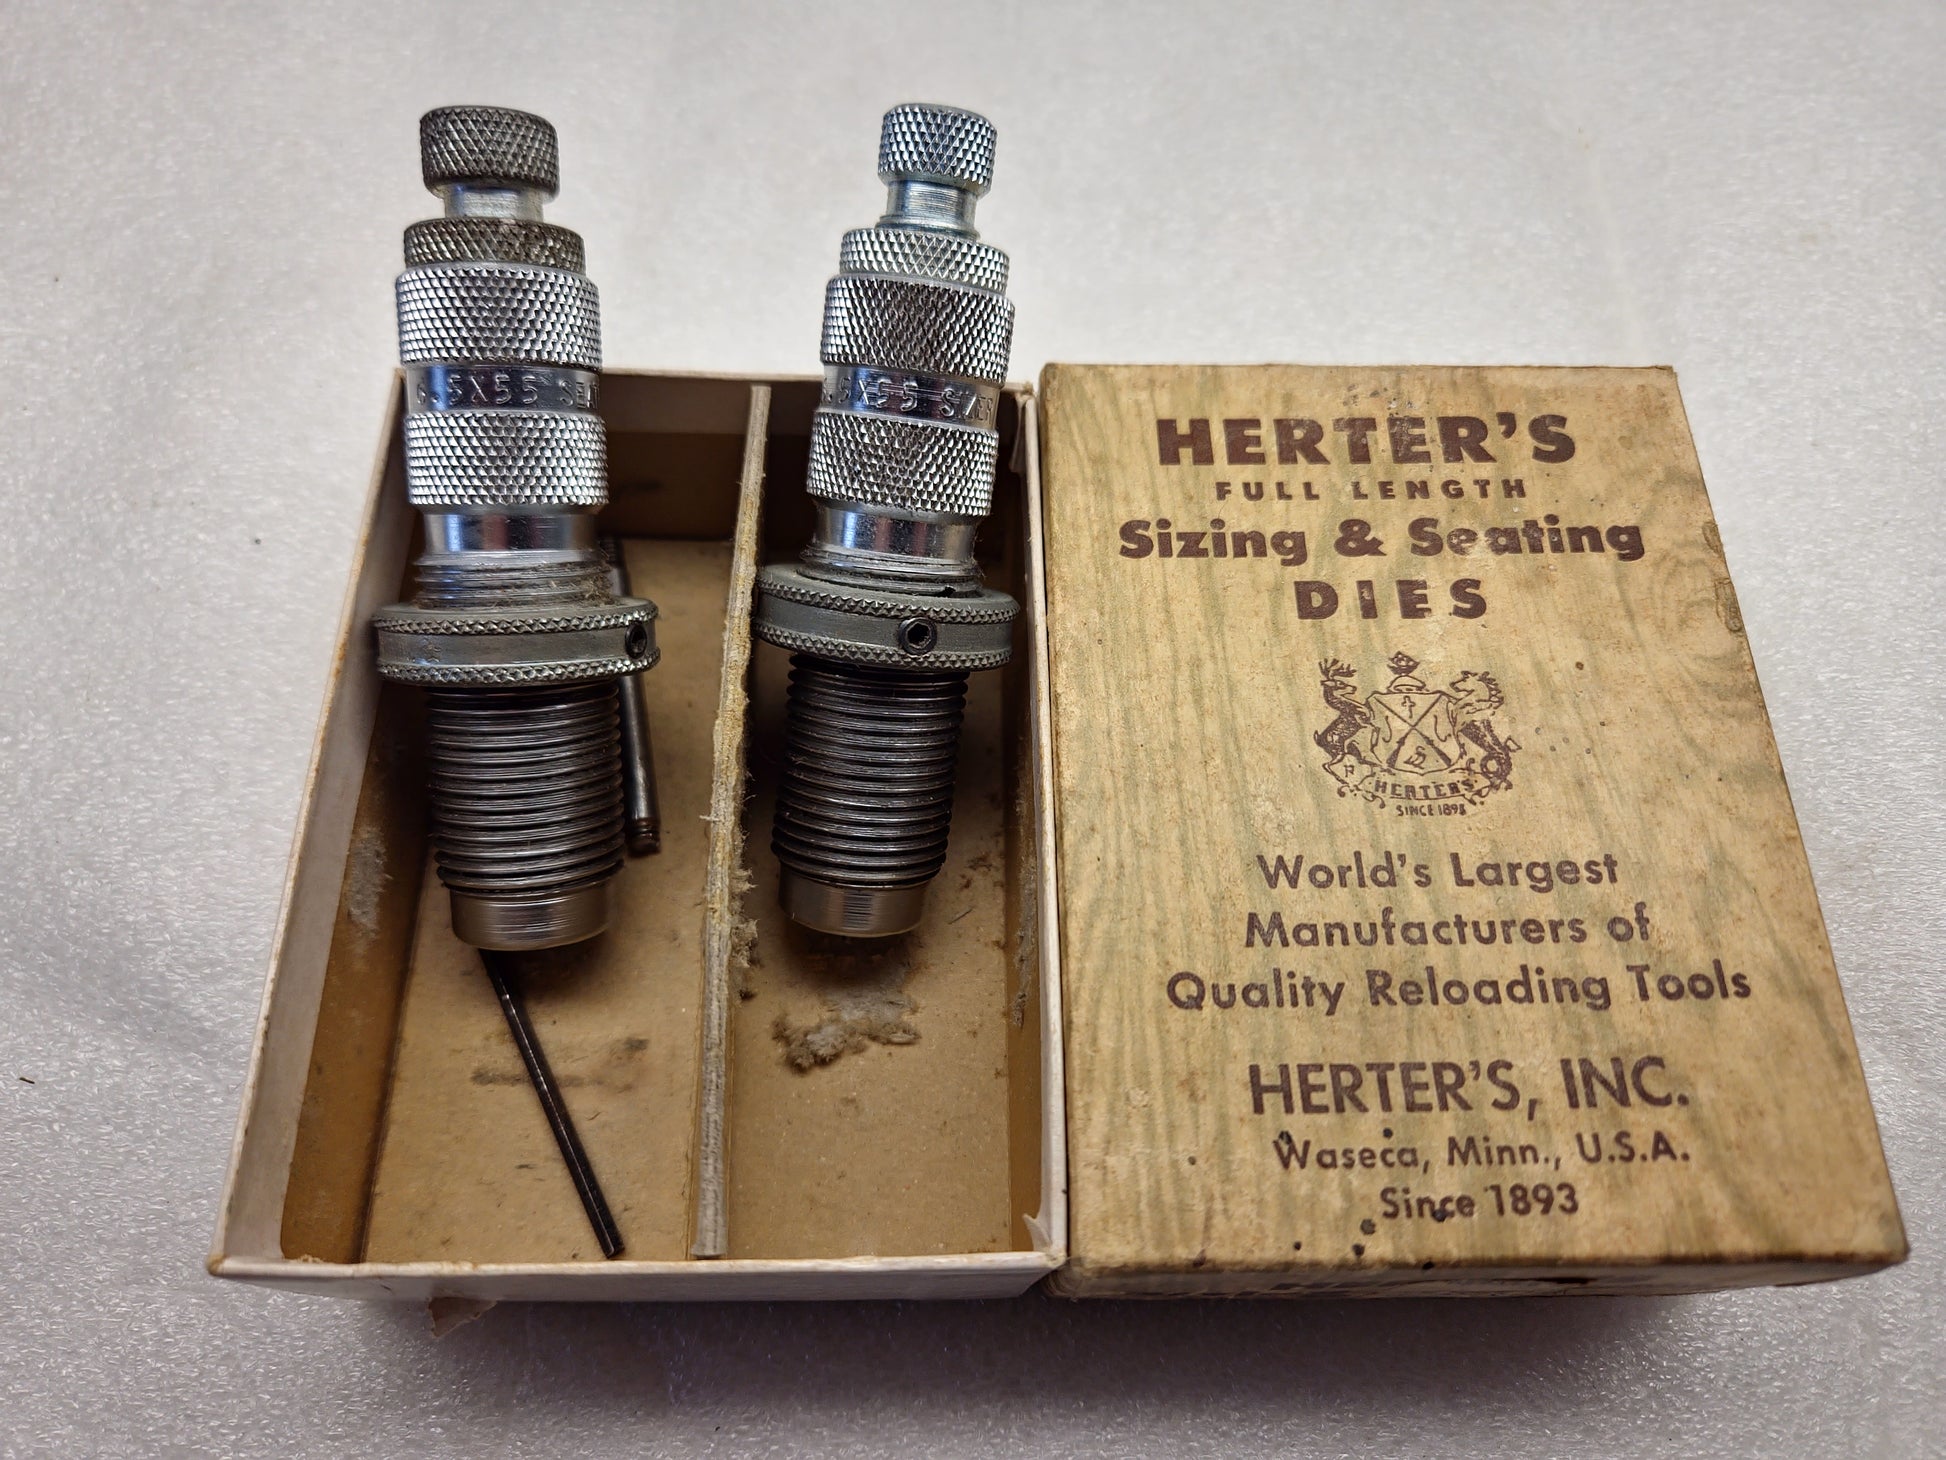 6.5X55 SEAT
.5X55 SIZER
HERTER'S
FULL LENGTH
Sizing & Seating
DIES
HERTER'S
SINCE 1893
World's Largest
Manufacturers of
Quality Reloading Tools
HERTER'S, INC.
Waseca, Minn., U.S.A.
Since 1893